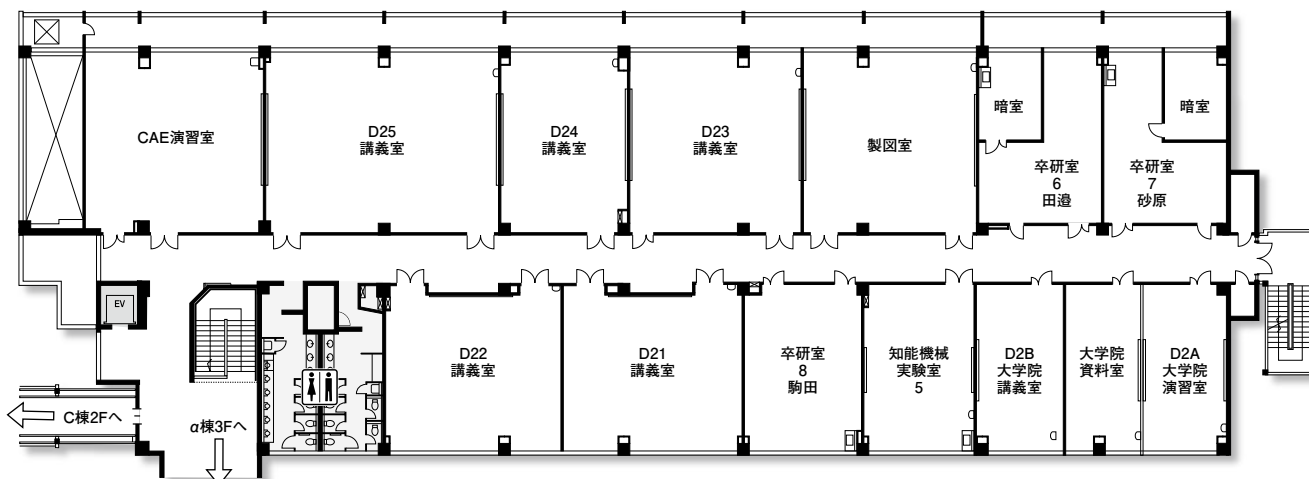 CAE演習室
D25
講義室
D24
講義室
D23
講義室
製図室
暗室
卒研室
6
田邉
暗室
卒研室
7
砂原
EV
D22
講義室
D21
講義室
卒研室
8
駒田
知能機械
実験室
5
D2B
大学院
講義室
大学院
資料室
D2A
大学院
演習室
C棟2Fへ
α棟3Fへ